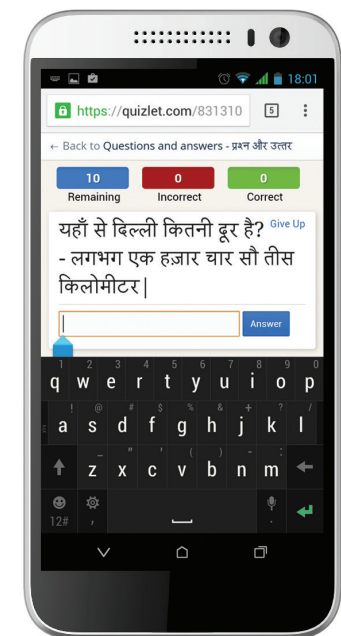 18:01
https://quizlet.com/831310 5
← Back to Questions and answers - प्रश्न और उत्तर
10 0 0
Remaining Incorrect Correct
यहाँ से दिल्ली कितनी दूर है? Give Up
- लगभग एक हज़ार चार सौ तीस
किलोमीटर|
Answer
1 2 3 4 5 6 7 8 9 0
q w e r t y u i o p
! @ # $ % & + ? /
a s d f g h j k l
_ " ' ( ) - :
z x c v b n m
12# , .